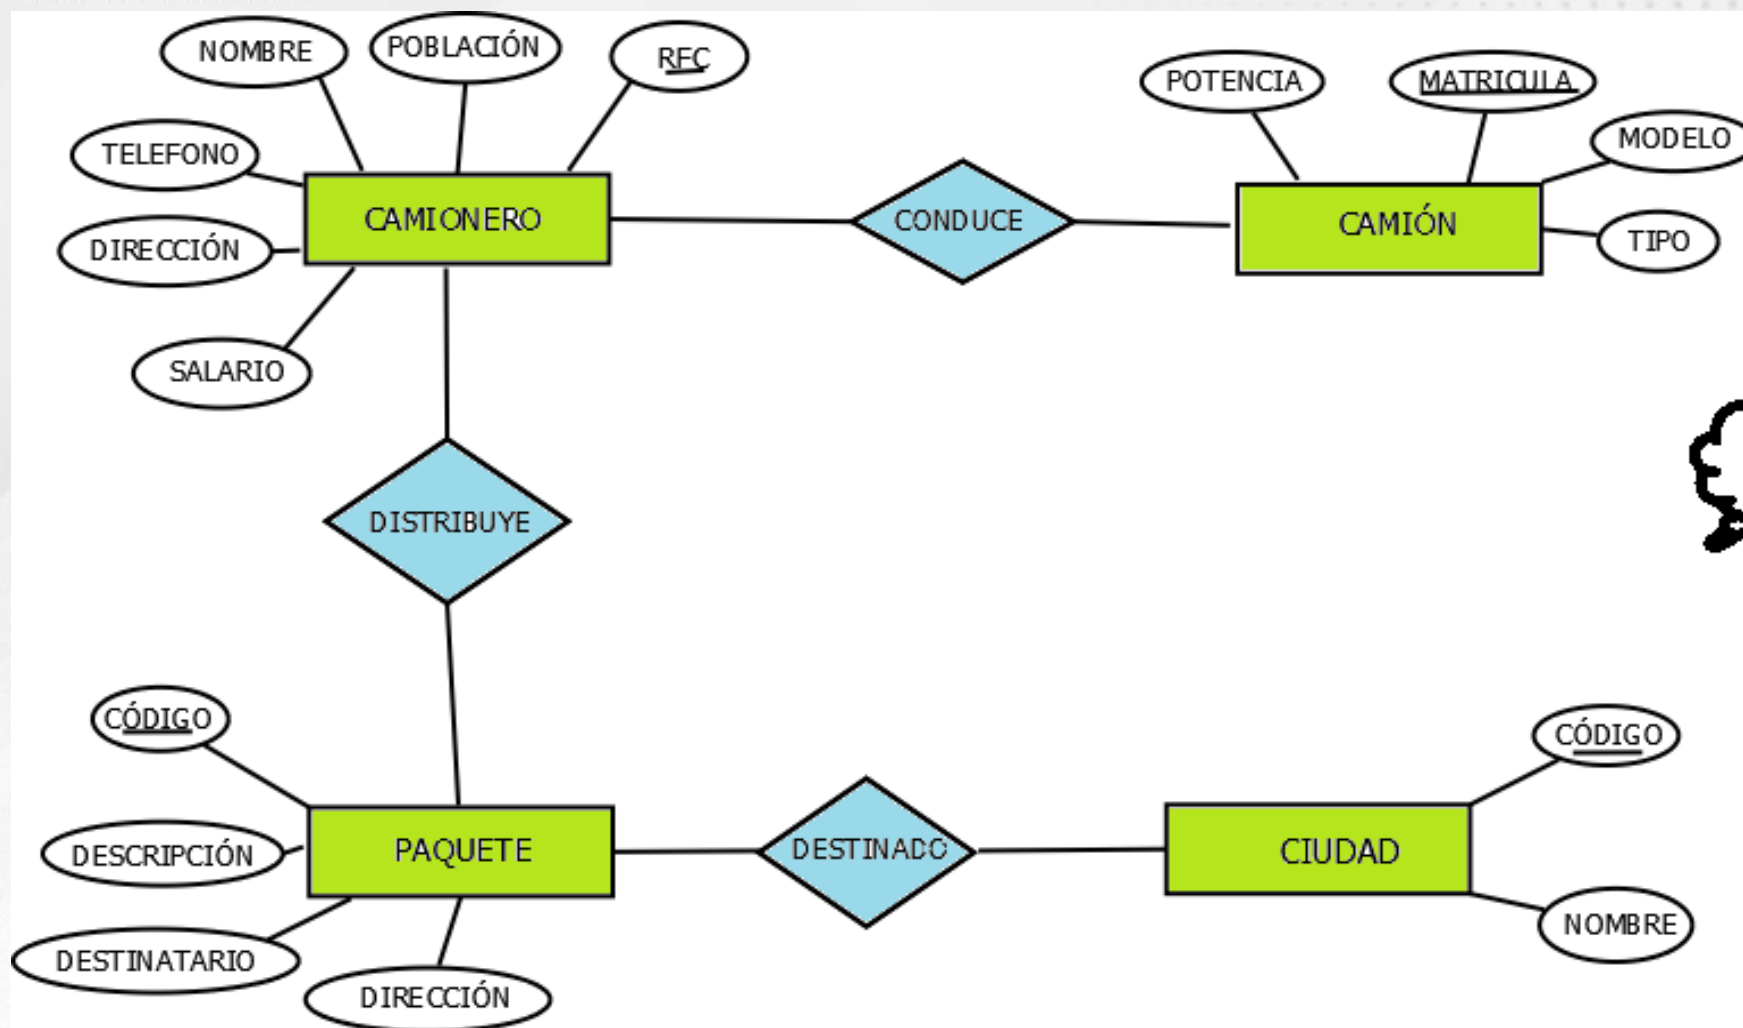 NOMBRE
POBLACIÓN
RFC
POTENCIA
MATRICULA
MODELO
TELEFONO
CAMIONERO
CONDUCE
CAMIÓN
TIPO
DIRECCIÓN
SALARIO
DISTRIBUYE
CÓDIGO
CÓDIGO
DESCRIPCIÓN
PAQUETE
DESTINADO
CIUDAD
NOMBRE
DESTINATARIO
DIRECCIÓN